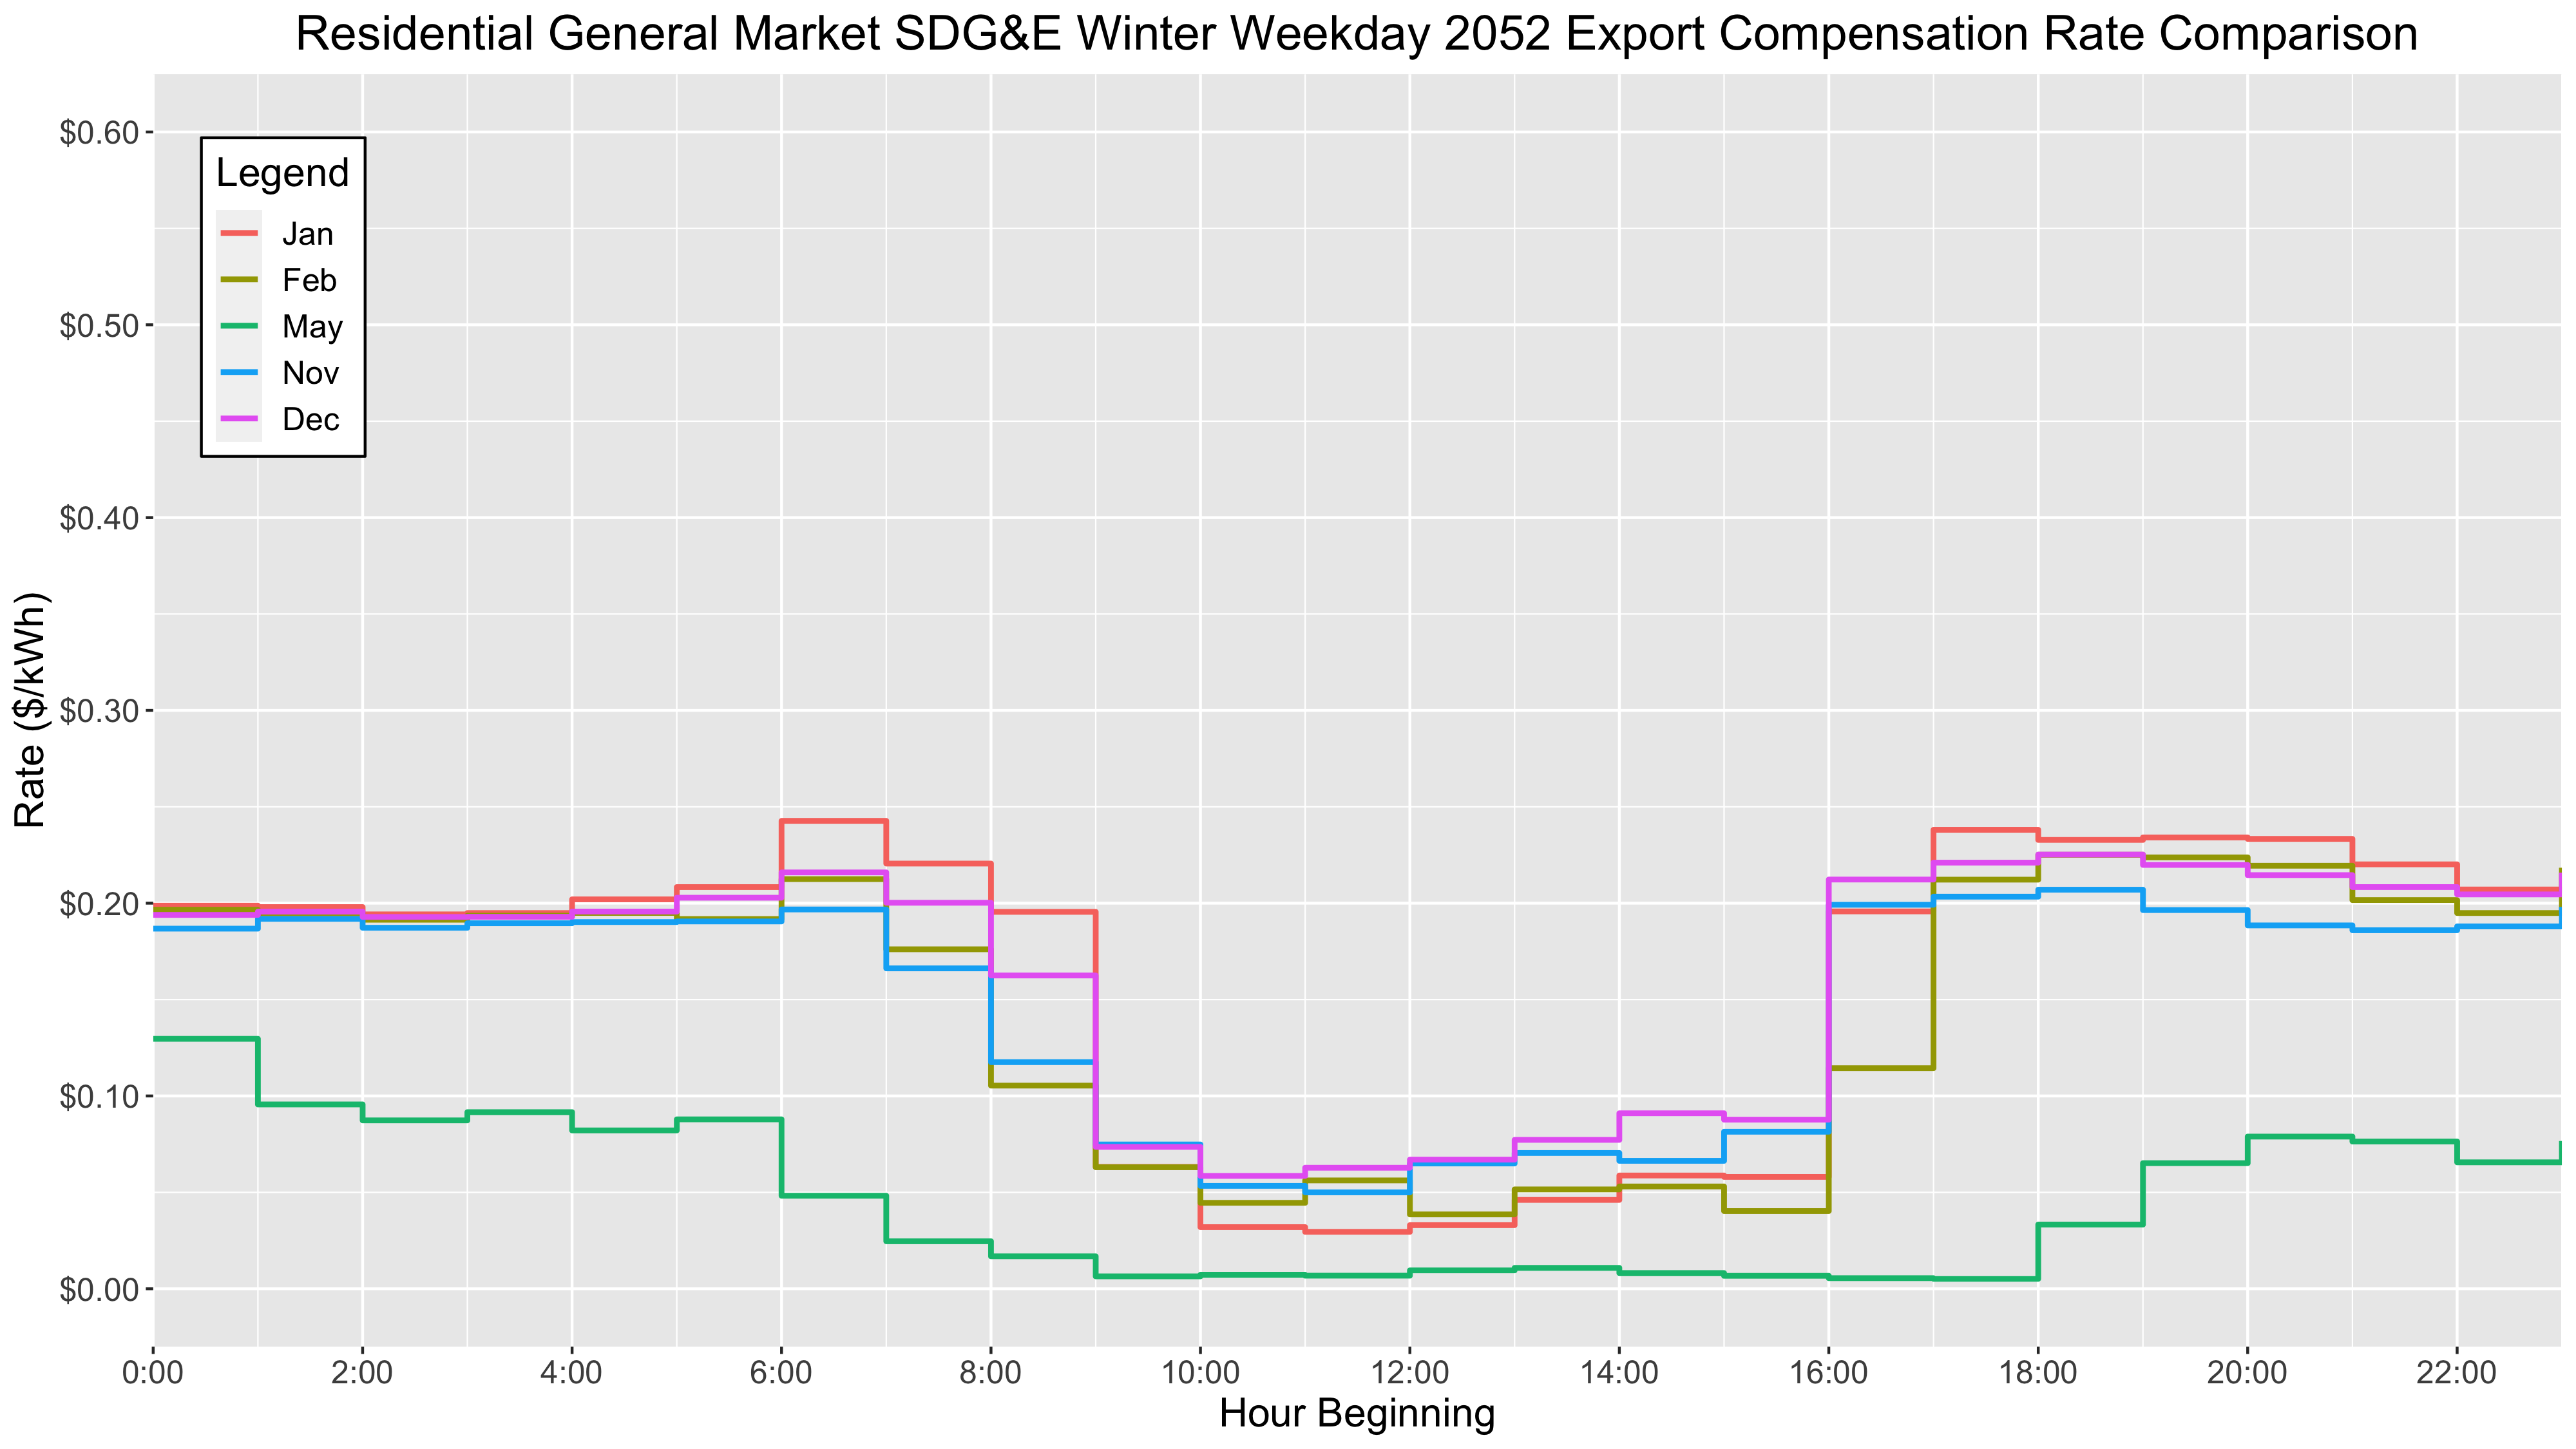 Residential General Market SDG&E Winter Weekday 2052 Export Compensation Rate Comparison
$0.60
Legend
Jan
Feb
May
Nov
Dec
$0.50
$0.40
$0.30
$0.20
$0.10
$0.00
Rate ($/kWh)
0:00 2:00 4:00 6:00 8:00 10:00 12:00 14:00 16:00 18:00 20:00 22:00
Hour Beginning